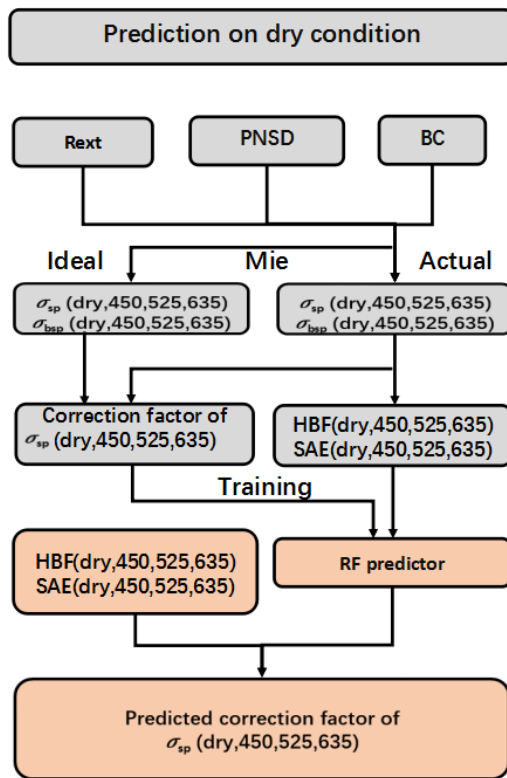 Prediction on dry condition
Rext
PNSD
BC
Ideal
Mie
Actual
σsp (dry,450,525,635)
σbsp (dry,450,525,635)
σsp (dry,450,525,635)
σbsp (dry,450,525,635)
Correction factor of
σsp (dry,450,525,635)
HBF(dry,450,525,635)
SAE(dry,450,525,635)
Training
HBF(dry,450,525,635)
SAE(dry,450,525,635)
RF predictor
Predicted correction factor of
σsp (dry,450,525,635)